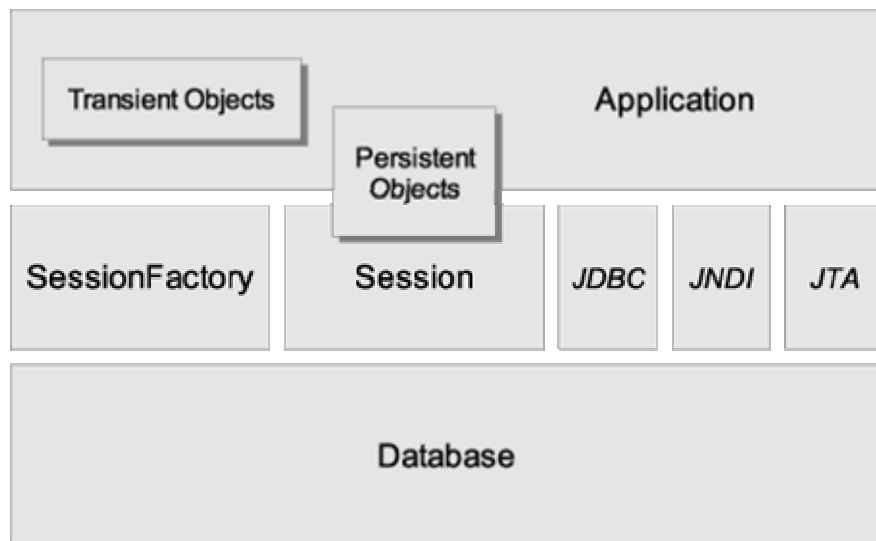 Transient Objects
Application
Persistent
Objects
SessionFactory
Session
JDBC
JNDI
JTA
Database